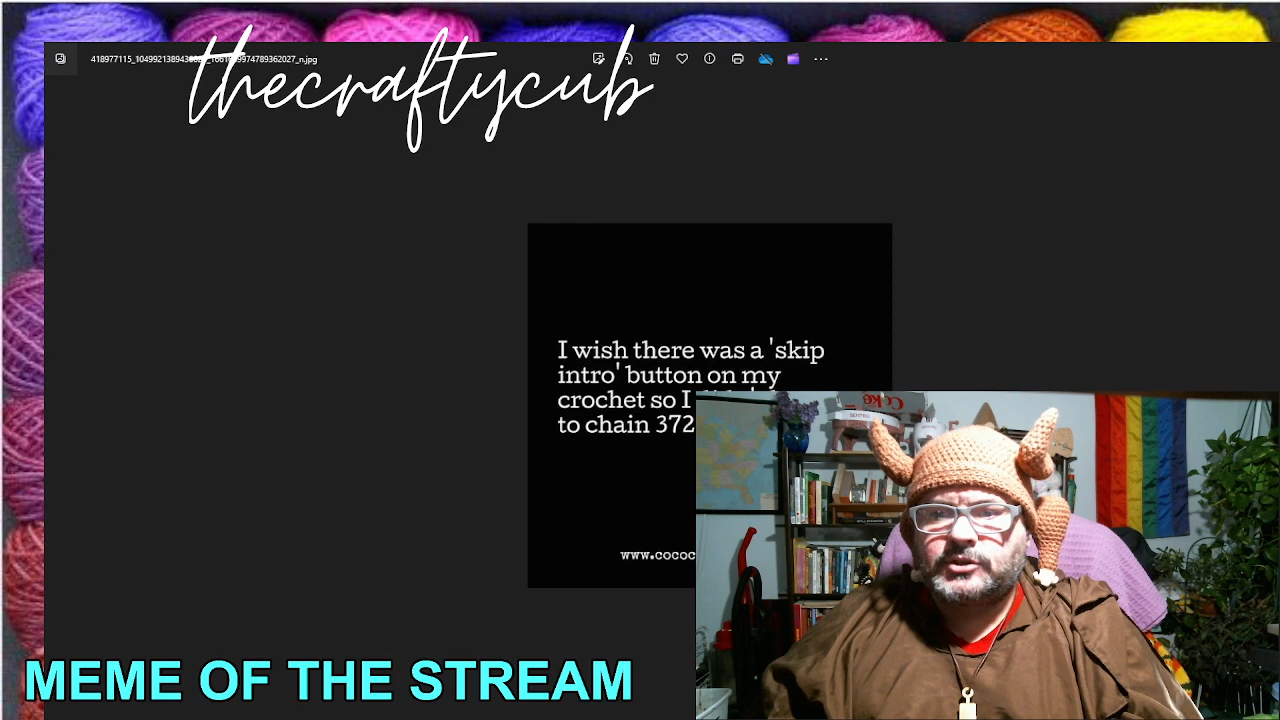 thecraftycub
I wish there was a 'skip
intro' button on my
crochet so I
to chain 372
www.cococ
Coke
MEME OF THE STREAM